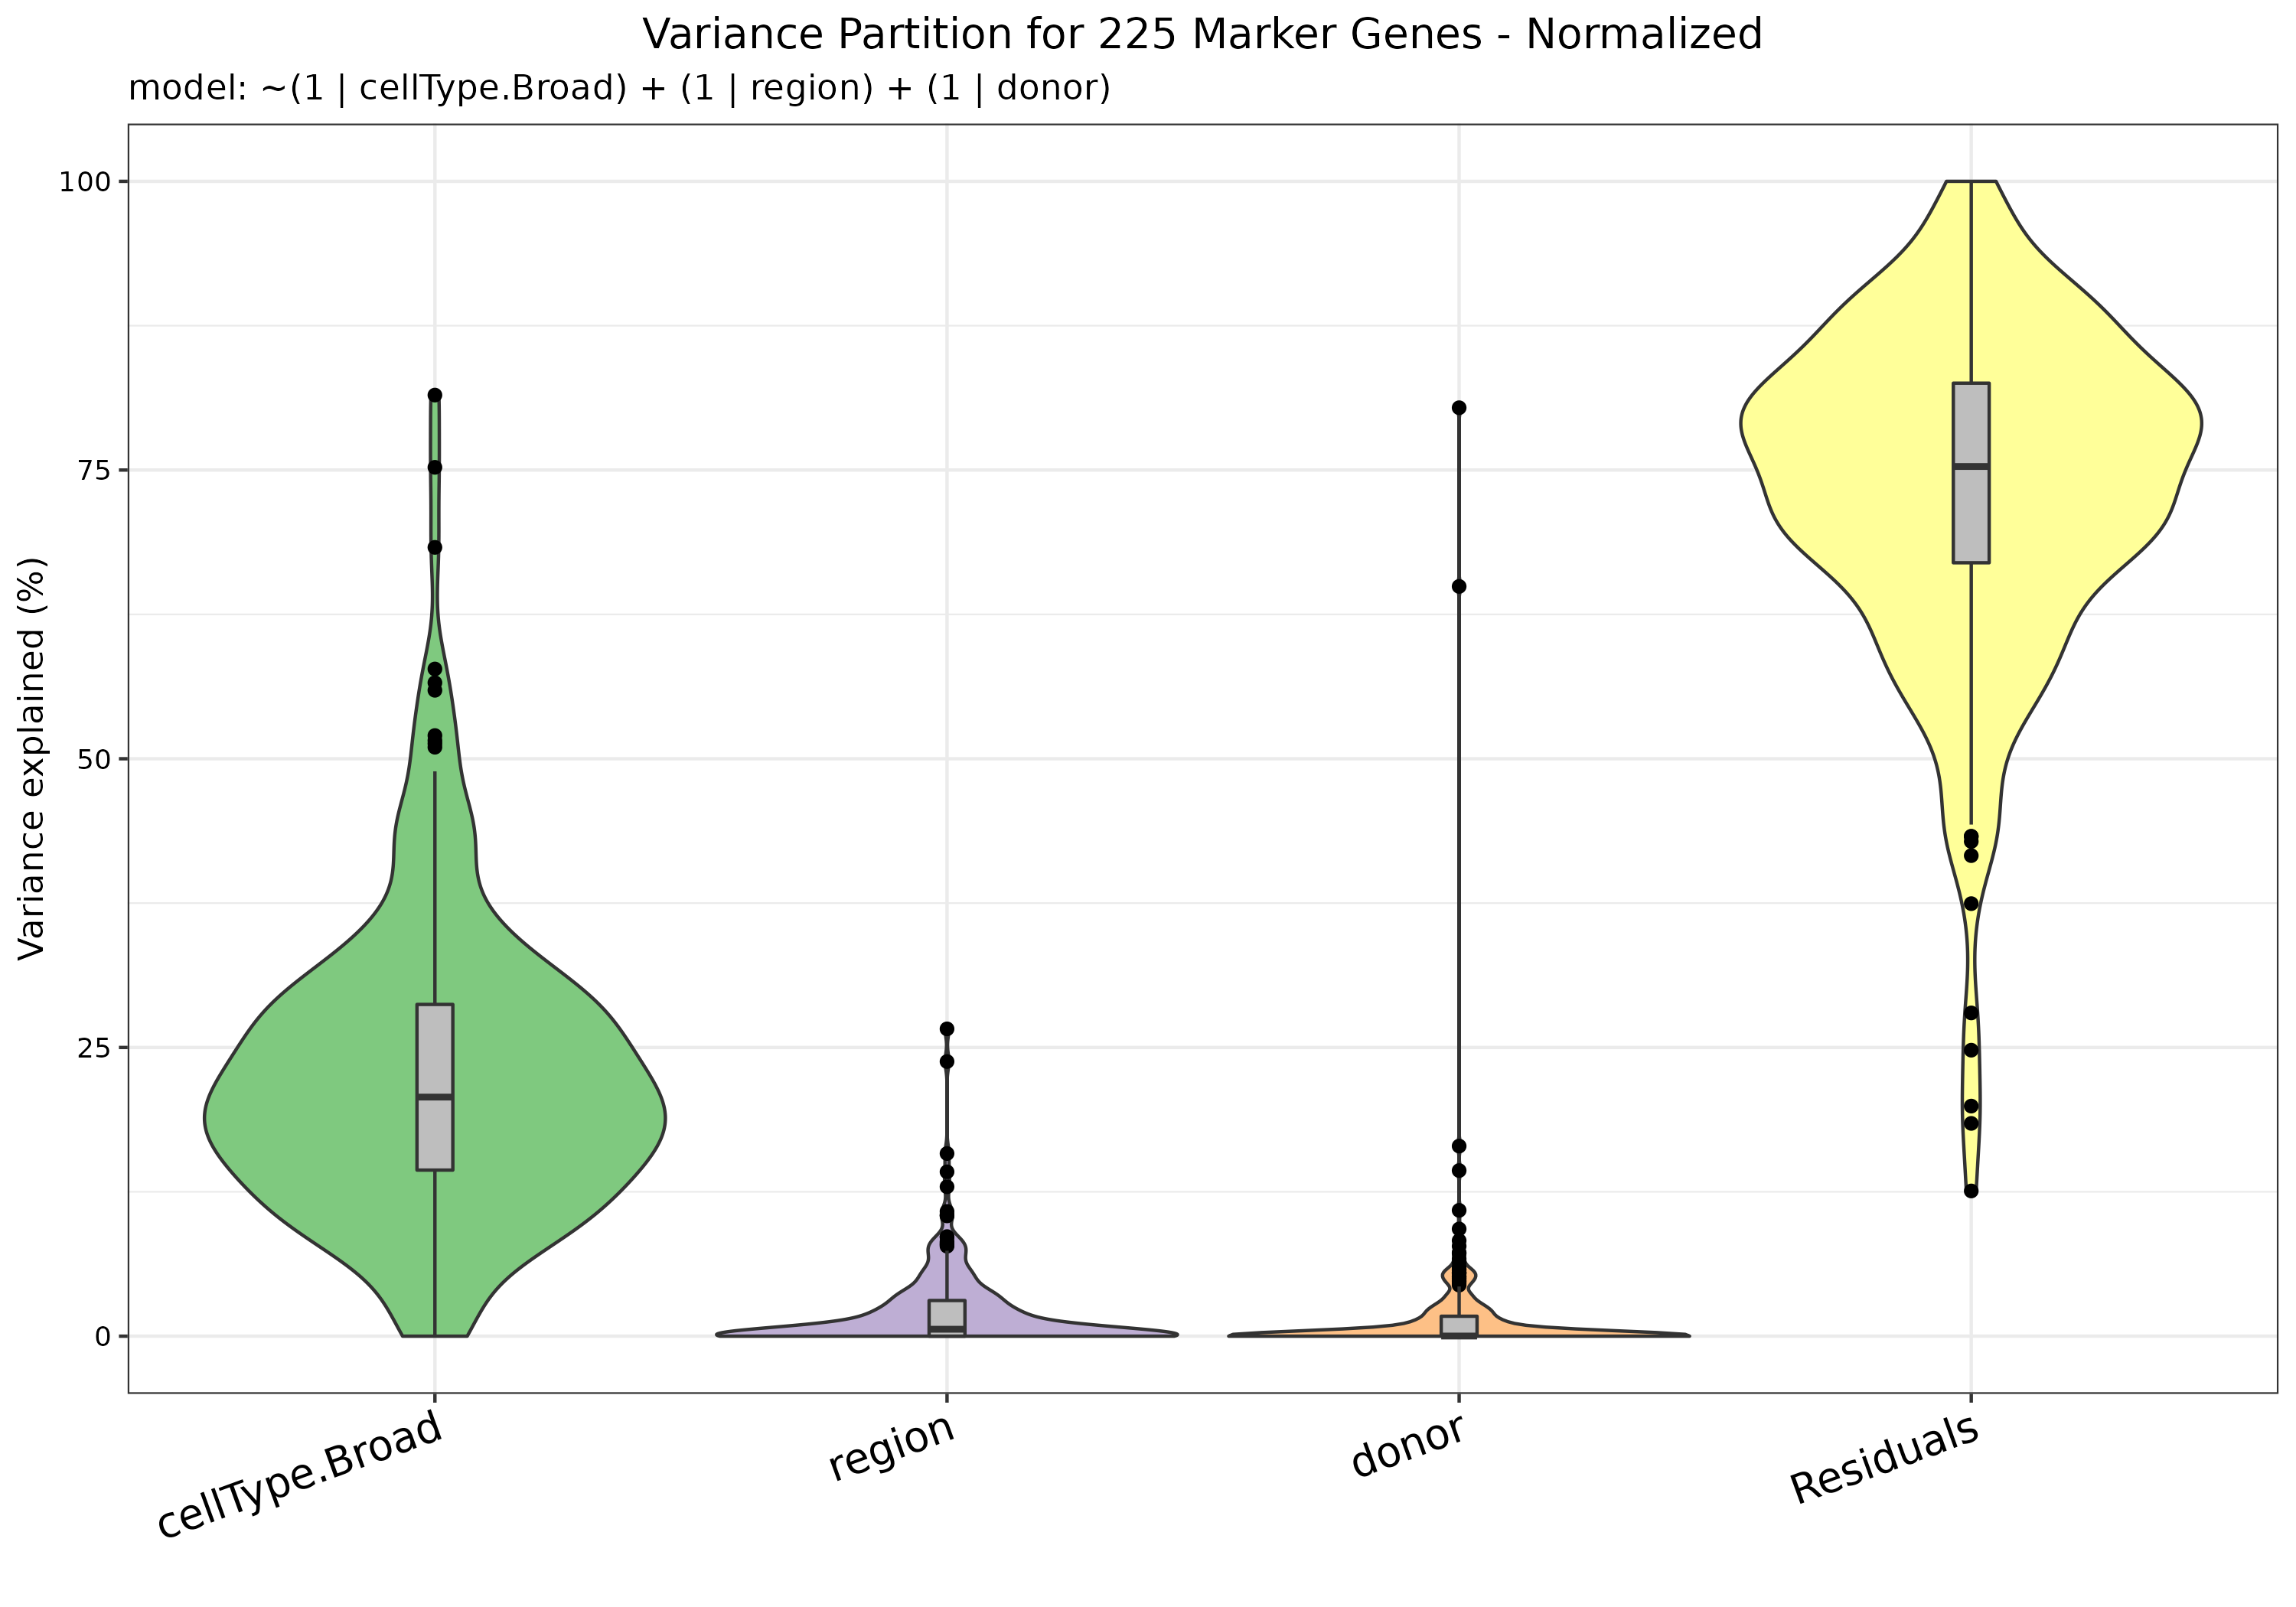 Variance Partition for 225 Marker Genes - Normalized
model: ~(1 | cellType.Broad) + (1 | region) + (1 | donor)
Variance explained (%)
100
75
50
25
0
cellType.Broad
region
donor
Residuals